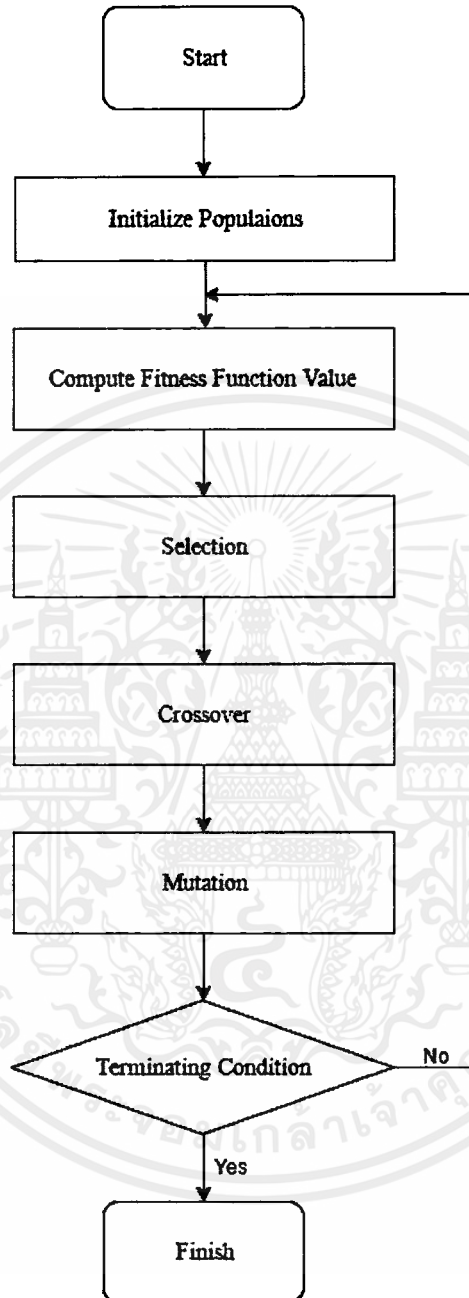 Start
Initialize Populaions
Compute Fitness Function Value
Selection
Crossover
Mutation
Terminating Condition
No
Yes
Finish